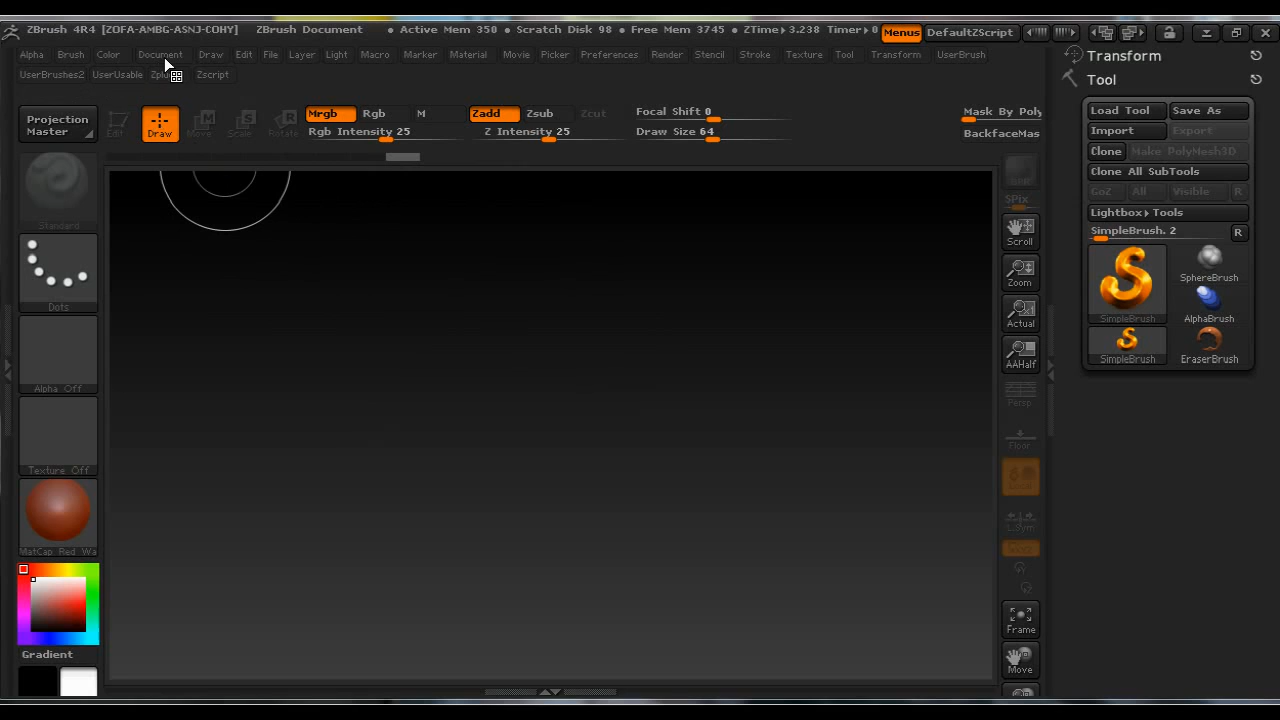 ZBrush 4R4 [ZOFA-AMBG-ASNJ-COHY] ZBrush Document • Active Mem 350 • Scratch Disk 98 • Free Mem 3745 • ZTime▸3.238 Timer▸0 Menus DefaultZScript
Alpha Brush Color Document Draw Edit File Layer Light Macro Marker Material Movie Picker Preferences Render Stencil Stroke Texture Tool Transform UserBrush
UserBrushes2 UserUsable Zscript
Transform
Tool
Projection Master
Edit Draw Move Scale Rotate
Mrgb Rgb M
Rgb Intensity 25
Zadd Zsub Zcut
Z Intensity 25
Focal Shift 0
Draw Size 64
Mask By Poly
BackfaceMas
Load Tool Save As
Import Export
Clone Make PolyMesh3D
Clone All SubTools
GoZ All Visible R
Lightbox▸Tools
SimpleBrush. 2 R
SimpleBrush
SphereBrush
AlphaBrush
SimpleBrush
EraserBrush
Standard
Dots
Alpha Off
Texture Off
MatCap Red Wa
Gradient
BPR
SPix
Scroll
Zoom
Actual
AAHalf
Persp
Floor
Local
L.Sym
Frame
Move